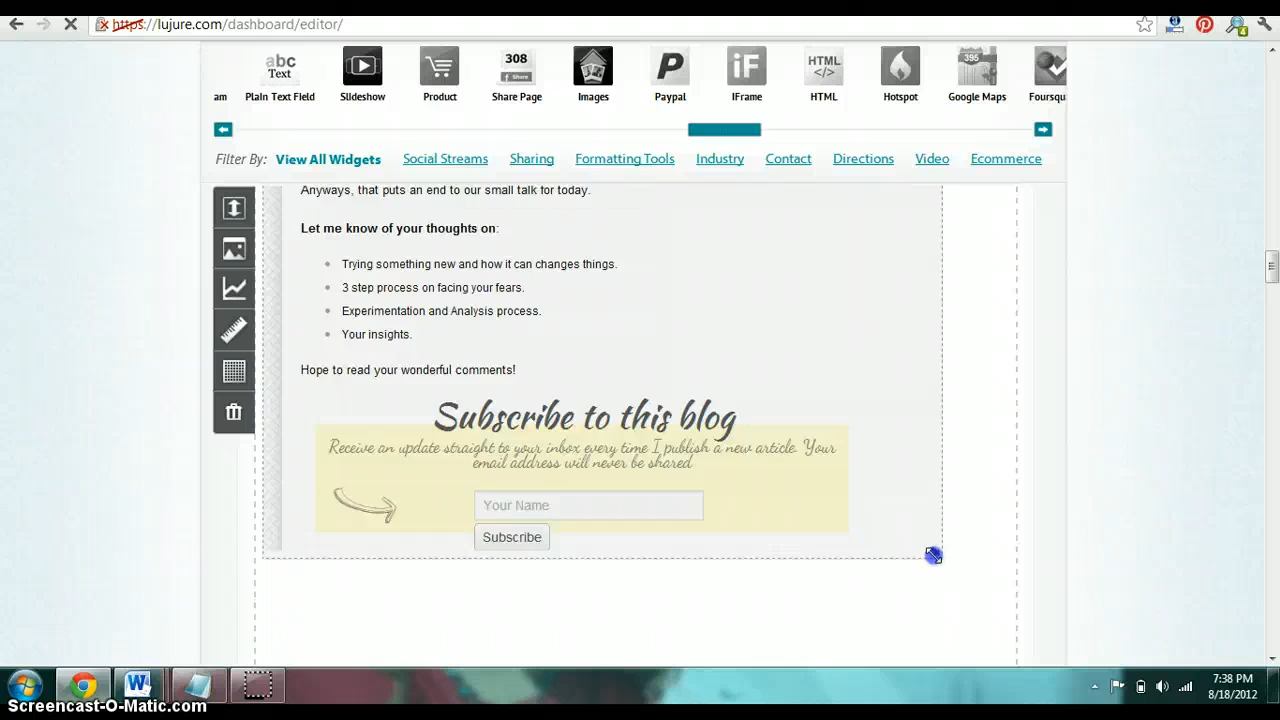 https://lujure.com/dashboard/editor/
abc
Text
308
Share
P
iF
HTML
</>
395
am Plain Text Field Slideshow Product Share Page Images Paypal IFrame HTML Hotspot Google Maps Foursqu
Filter By: View All Widgets Social Streams Sharing Formatting Tools Industry Contact Directions Video Ecommerce
Anyways, that puts an end to our small talk for today.
Let me know of your thoughts on:
Trying something new and how it can changes things.
3 step process on facing your fears.
Experimentation and Analysis process.
Your insights.
Hope to read your wonderful comments!
Subscribe to this blog
Receive an update straight to your inbox every time I publish a new article. Your
email address will never be shared
Your Name
Subscribe
7:38 PM
8/18/2012
Screencast-O-Matic.com